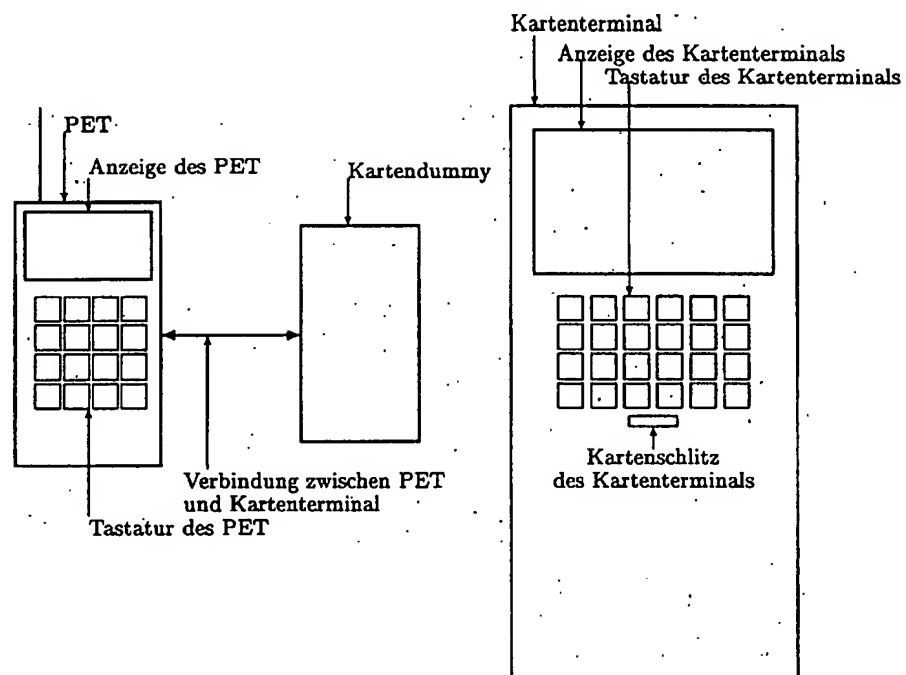 Kartenterminal
Anzeige des Kartenterminals
Tastatur des Kartenterminals
PET
Anzeige des PET
Kartendummy
Kartenschlitz
des Kartenterminals
Verbindung zwischen PET
und Kartenterminal
Tastatur des PET